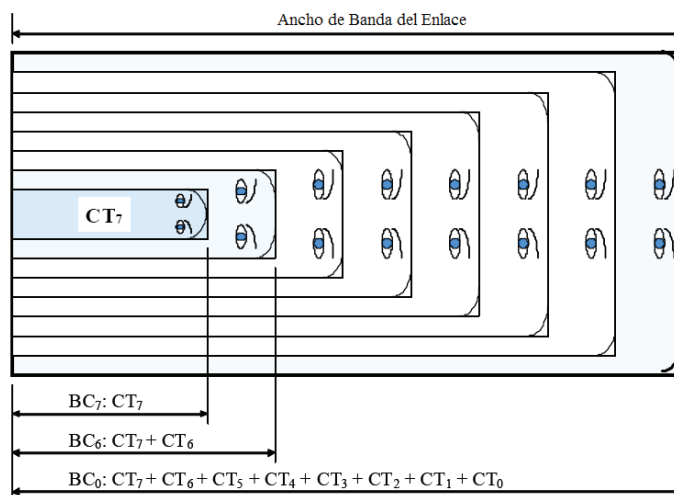 Ancho de Banda del Enlace
CT₇
BC₇: CT₇
BC₆: CT₇ + CT₆
BC₀: CT₇ + CT₆ + CT₅ + CT₄ + CT₃ + CT₂ + CT₁ + CT₀